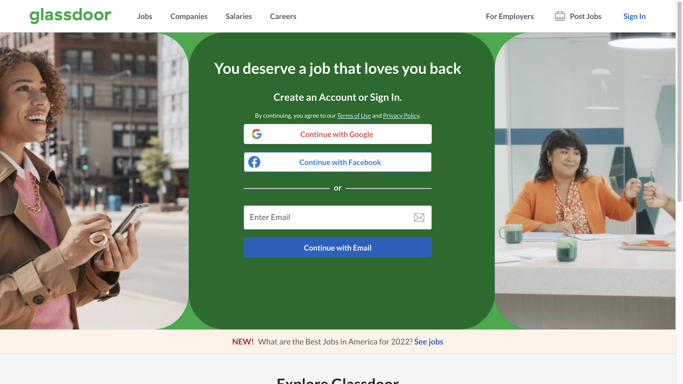 glassdoor
Jobs
Companies
Salaries
Careers
For Employers
Post Jobs
Sign In
You deserve a job that loves you back
Create an Account or Sign In.
By continuing, you agree to our Terms of Use and Privacy Policy.
Continue with Google
Continue with Facebook
or
Enter Email
Continue with Email
NEW! What are the Best Jobs in America for 2022? See jobs
Explore Glassdoor